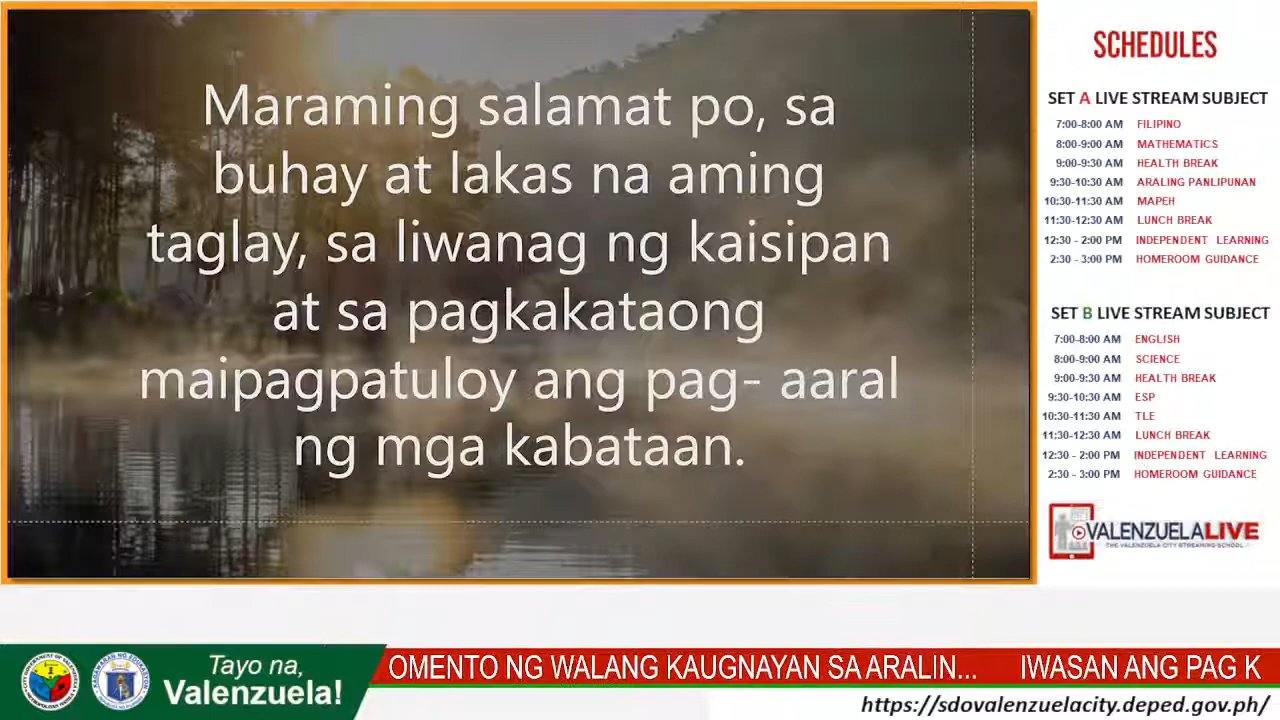 Maraming salamat po, sa
buhay at lakas na aming
taglay, sa liwanag ng kaisipan
at sa pagkakataong
maipagpatuloy ang pag- aaral
ng mga kabataan.
SCHEDULES
SET A LIVE STREAM SUBJECT
7:00-8:00 AM FILIPINO
8:00-9:00 AM MATHEMATICS
9:00-9:30 AM HEALTH BREAK
9:30-10:30 AM ARALING PANLIPUNAN
10:30-11:30 AM MAPEH
11:30-12:30 AM LUNCH BREAK
12:30 - 2:00 PM INDEPENDENT LEARNING
2:30 - 3:00 PM HOMEROOM GUIDANCE
SET B LIVE STREAM SUBJECT
7:00-8:00 AM ENGLISH
8:00-9:00 AM SCIENCE
9:00-9:30 AM HEALTH BREAK
9:30-10:30 AM ESP
10:30-11:30 AM TLE
11:30-12:30 AM LUNCH BREAK
12:30 - 2:00 PM INDEPENDENT LEARNING
2:30 - 3:00 PM HOMEROOM GUIDANCE
VALENZUELALIVE
THE VALENZUELA CITY STREAMING SCHOOL
Tayo na,
Valenzuela!
OMENTO NG WALANG KAUGNAYAN SA ARALIN... IWASAN ANG PAG K
https://sdovalenzuelacity.deped.gov.ph/